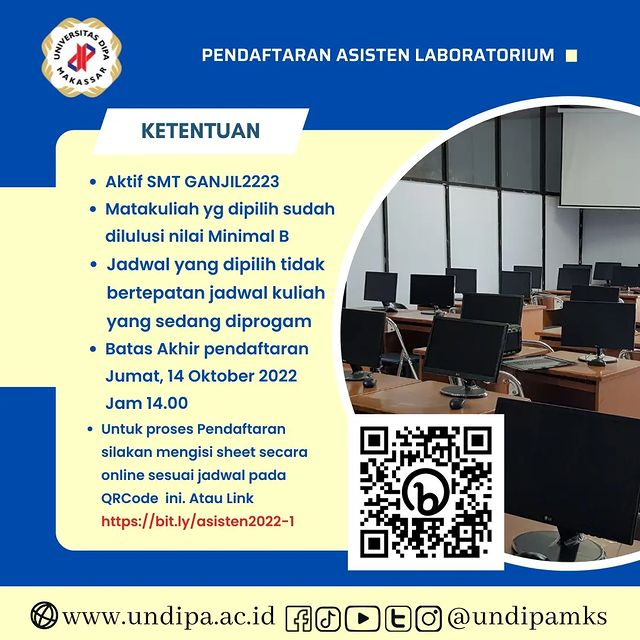 UNIVERSITAS DIPA
MAKASSAR
PENDAFTARAN ASISTEN LABORATORIUM
KETENTUAN
• Aktif SMT GANJIL2223
• Matakuliah yg dipilih sudah
dilulusi nilai Minimal B
• Jadwal yang dipilih tidak
bertepatan jadwal kuliah
yang sedang diprogam
• Batas Akhir pendaftaran
Jumat, 14 Oktober 2022
Jam 14.00
• Untuk proses Pendaftaran
silakan mengisi sheet secara
online sesuai jadwal pada
QRCode ini. Atau Link
https://bit.ly/asisten2022-1
b
LG
www.undipa.ac.id @undipamks